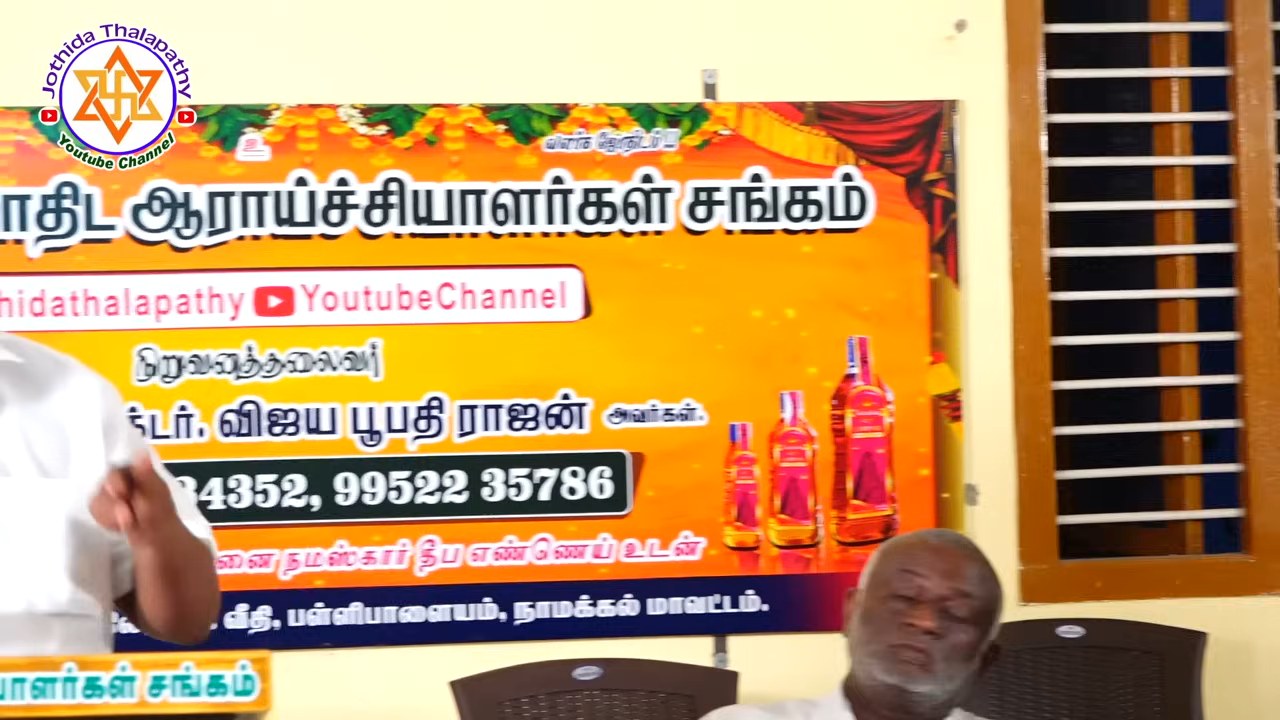 Jothida Thalapathy
Youtube Channel
உ
ஆராய்ச்சியாளர்கள் சங்கம்
hidathalapathy YoutubeChannel
நிறுவனத்தலைவர்
விஜய பூபதி ராஜன் அவர்கள்.
34352, 99522 35786
நமஸ்கார் தீப எண்ணெய் உடன்
வீதி, பள்ளிபாளையம், நாமக்கல் மாவட்டம்.
யாளர்கள் சங்கம்